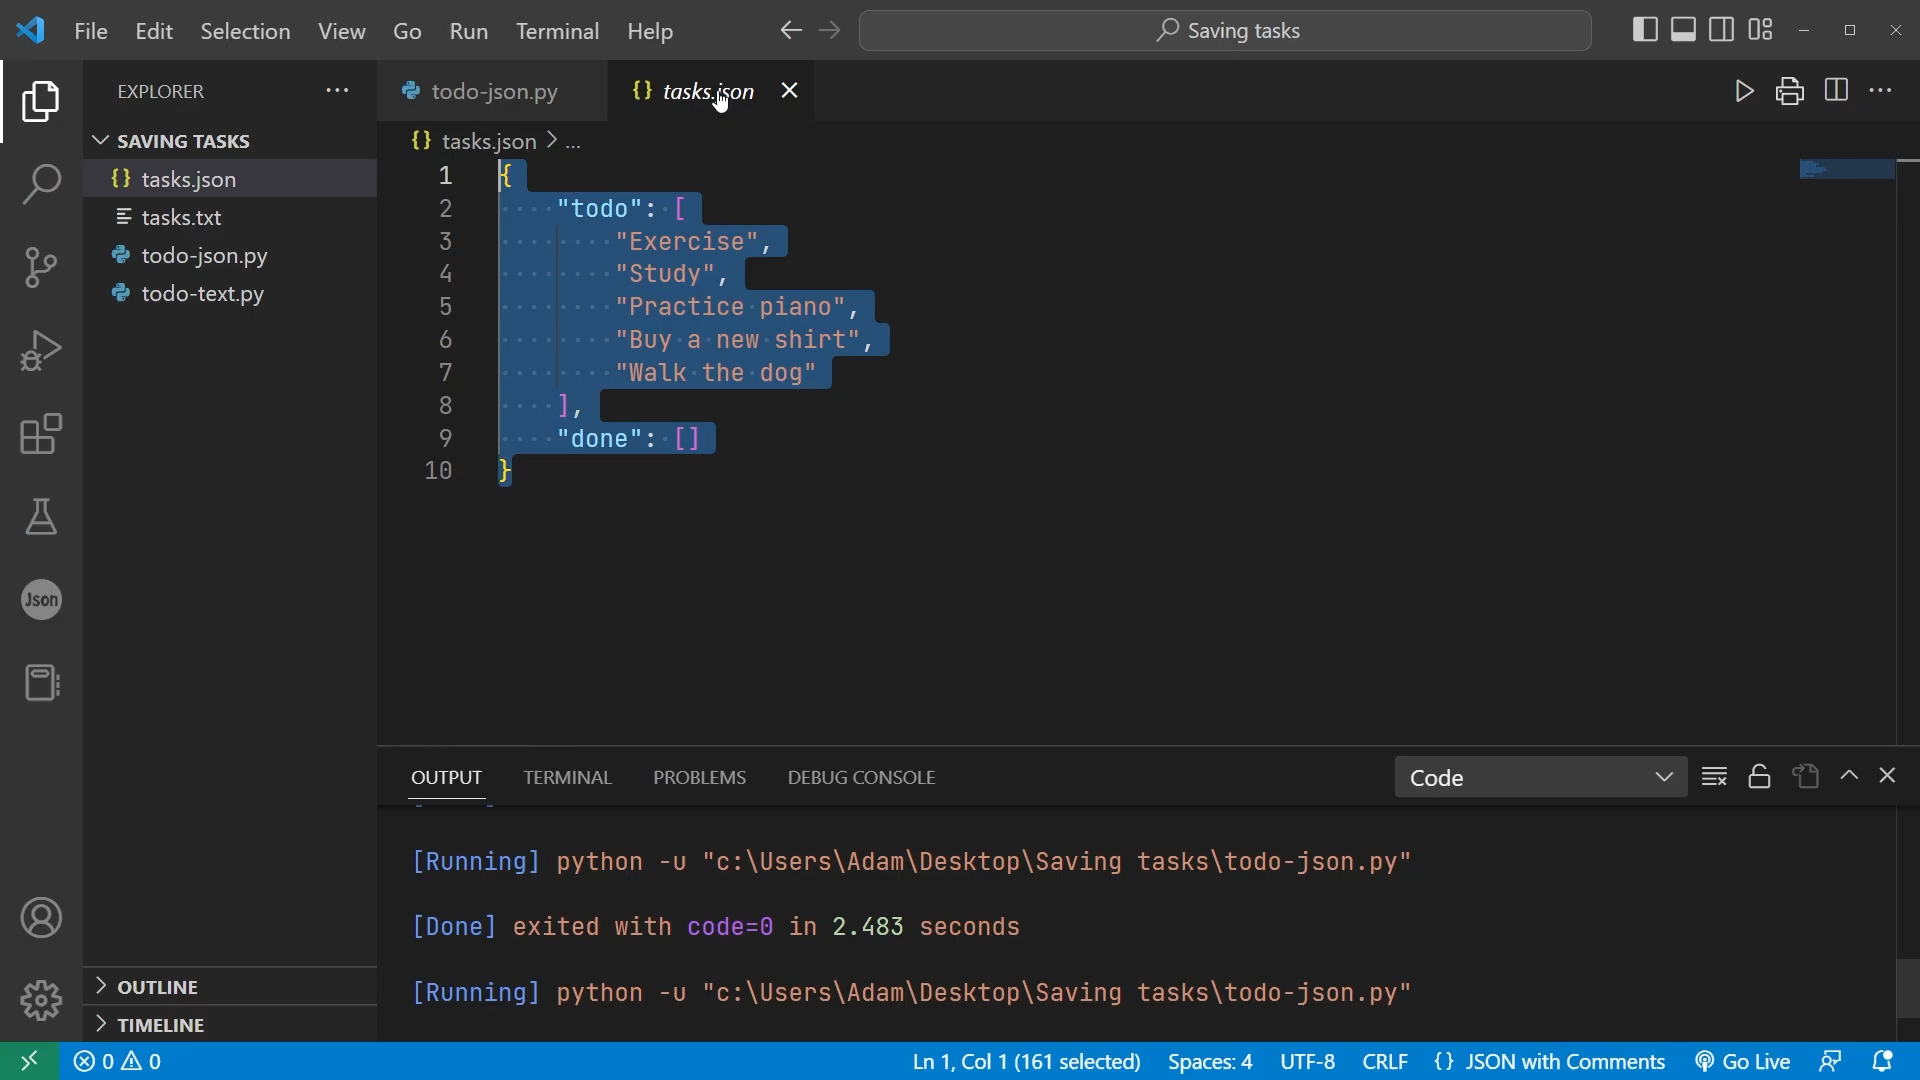 File Edit Selection View Go Run Terminal Help Saving tasks
EXPLORER
todo-json.py
{} tasks.json
SAVING TASKS
{} tasks.json
tasks.txt
todo-json.py
todo-text.py
{} tasks.json > ...
1 {
2 "todo": [
3 "Exercise",
4 "Study",
5 "Practice piano",
6 "Buy a new shirt",
7 "Walk the dog"
8 ],
9 "done": []
10 }
Json
OUTPUT TERMINAL PROBLEMS DEBUG CONSOLE Code
[Running] python -u "c:\Users\Adam\Desktop\Saving tasks\todo-json.py"
[Done] exited with code=0 in 2.483 seconds
[Running] python -u "c:\Users\Adam\Desktop\Saving tasks\todo-json.py"
OUTLINE
TIMELINE
0 0 Ln 1, Col 1 (161 selected) Spaces: 4 UTF-8 CRLF {} JSON with Comments Go Live